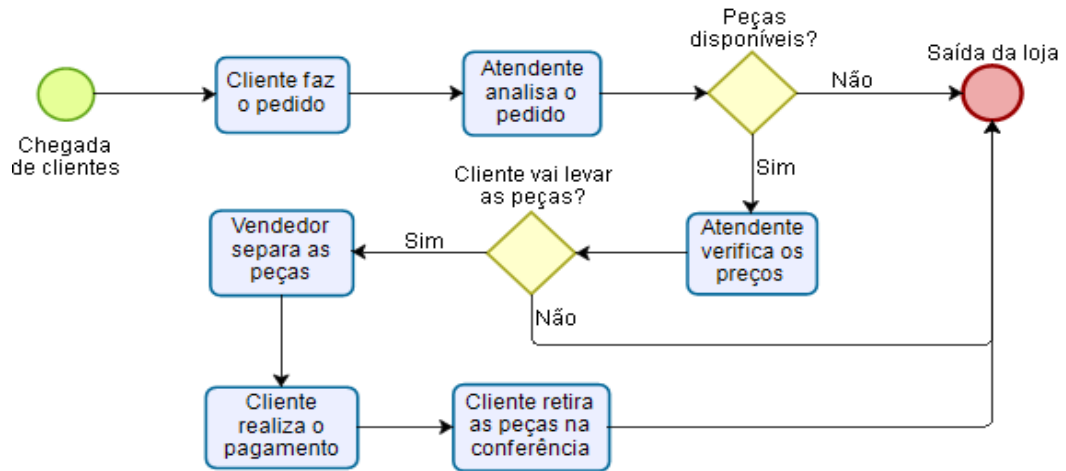 Chegada
de clientes
Cliente faz
o pedido
Atendente
analisa o
pedido
Peças
disponíveis?
Não
Saída da loja
Sim
Atendente
verifica os
preços
Cliente vai levar
as peças?
Sim
Não
Vendedor
separa as
peças
Cliente
realiza o
pagamento
Cliente retira
as peças na
conferência